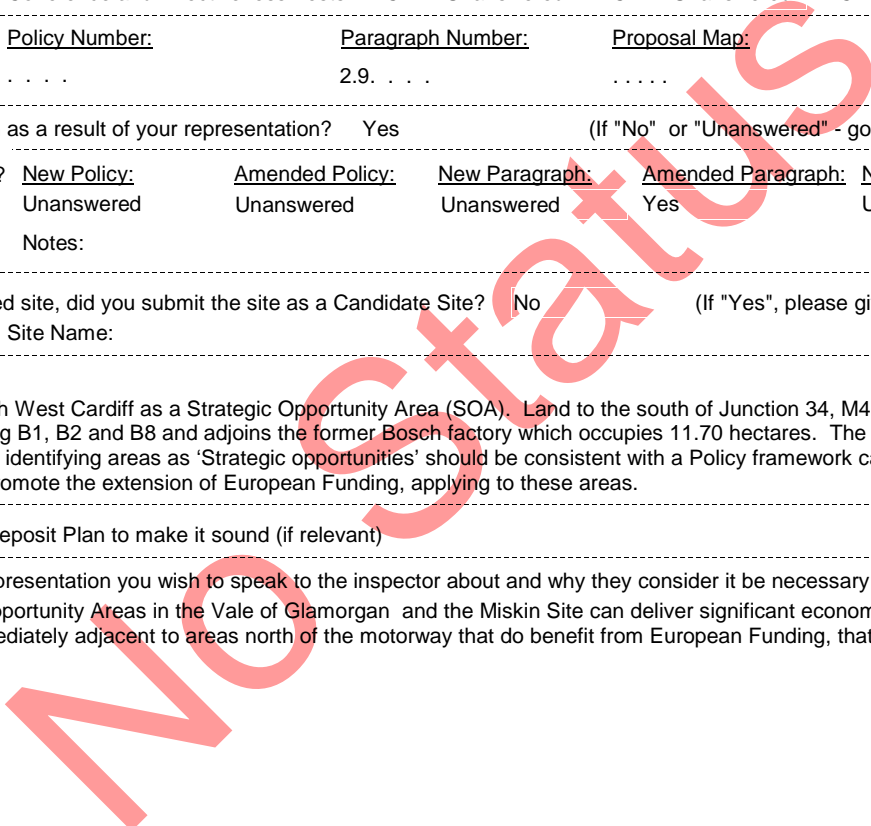 Policy Number: Paragraph Number: Proposal Map:
. . . . 2.9. . . . . . . . .
as a result of your representation? Yes (If "No" or "Unanswered" - go
? New Policy: Amended Policy: New Paragraph: Amended Paragraph: N
Unanswered Unanswered Unanswered Yes U
Notes:
ed site, did you submit the site as a Candidate Site? No (If "Yes", please gi
Site Name:
h West Cardiff as a Strategic Opportunity Area (SOA). Land to the south of Junction 34, M4
g B1, B2 and B8 and adjoins the former Bosch factory which occupies 11.70 hectares. The
identifying areas as ‘Strategic opportunities’ should be consistent with a Policy framework ca
omote the extension of European Funding, applying to these areas.
eposit Plan to make it sound (if relevant)
presentation you wish to speak to the inspector about and why they consider it be necessary
pportunity Areas in the Vale of Glamorgan and the Miskin Site can deliver significant econom
ediately adjacent to areas north of the motorway that do benefit from European Funding, that
No Status